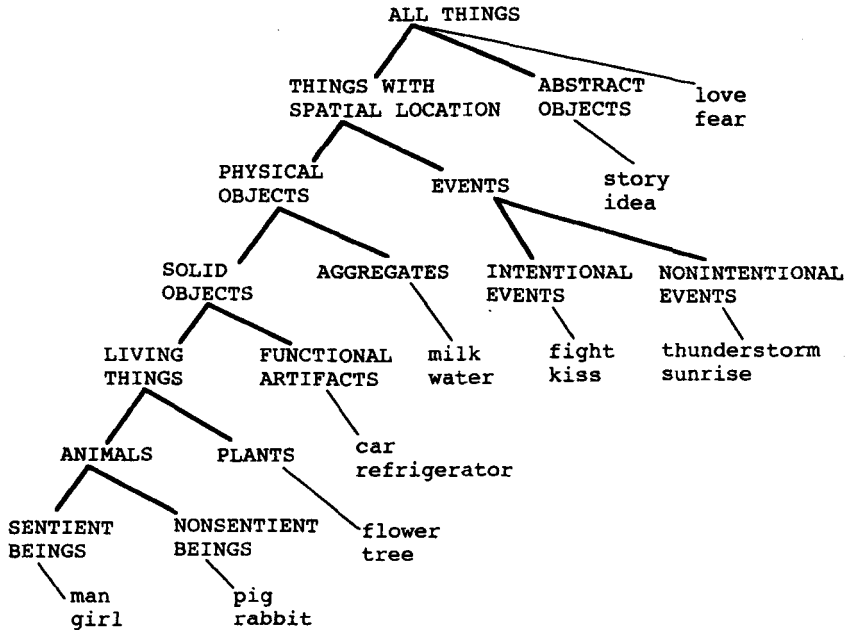 ALL THINGS
THINGS WITH
SPATIAL LOCATION
ABSTRACT
OBJECTS
love
fear
PHYSICAL
OBJECTS
EVENTS
story
idea
SOLID
OBJECTS
AGGREGATES
INTENTIONAL
EVENTS
NONINTENTIONAL
EVENTS
LIVING
THINGS
FUNCTIONAL
ARTIFACTS
milk
water
fight
kiss
thunderstorm
sunrise
ANIMALS
PLANTS
car
refrigerator
SENTIENT
BEINGS
NONSENTIENT
BEINGS
flower
tree
man
girl
pig
rabbit